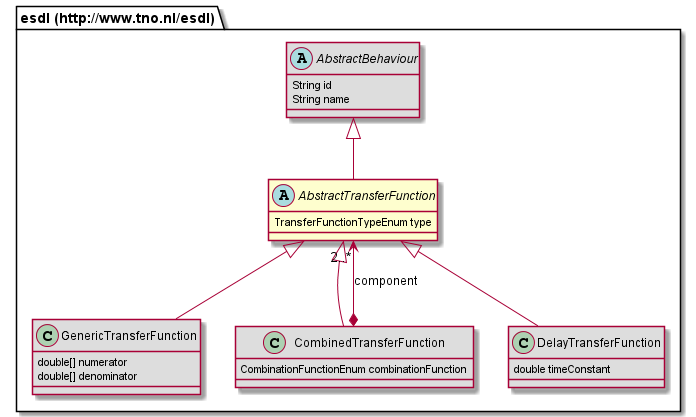 esdl (http://www.tno.nl/esdl)
A AbstractBehaviour
String id
String name
A AbstractTransferFunction
TransferFunctionTypeEnum type
2 *
component
C GenericTransferFunction
double[] numerator
double[] denominator
C CombinedTransferFunction
CombinationFunctionEnum combinationFunction
C DelayTransferFunction
double timeConstant